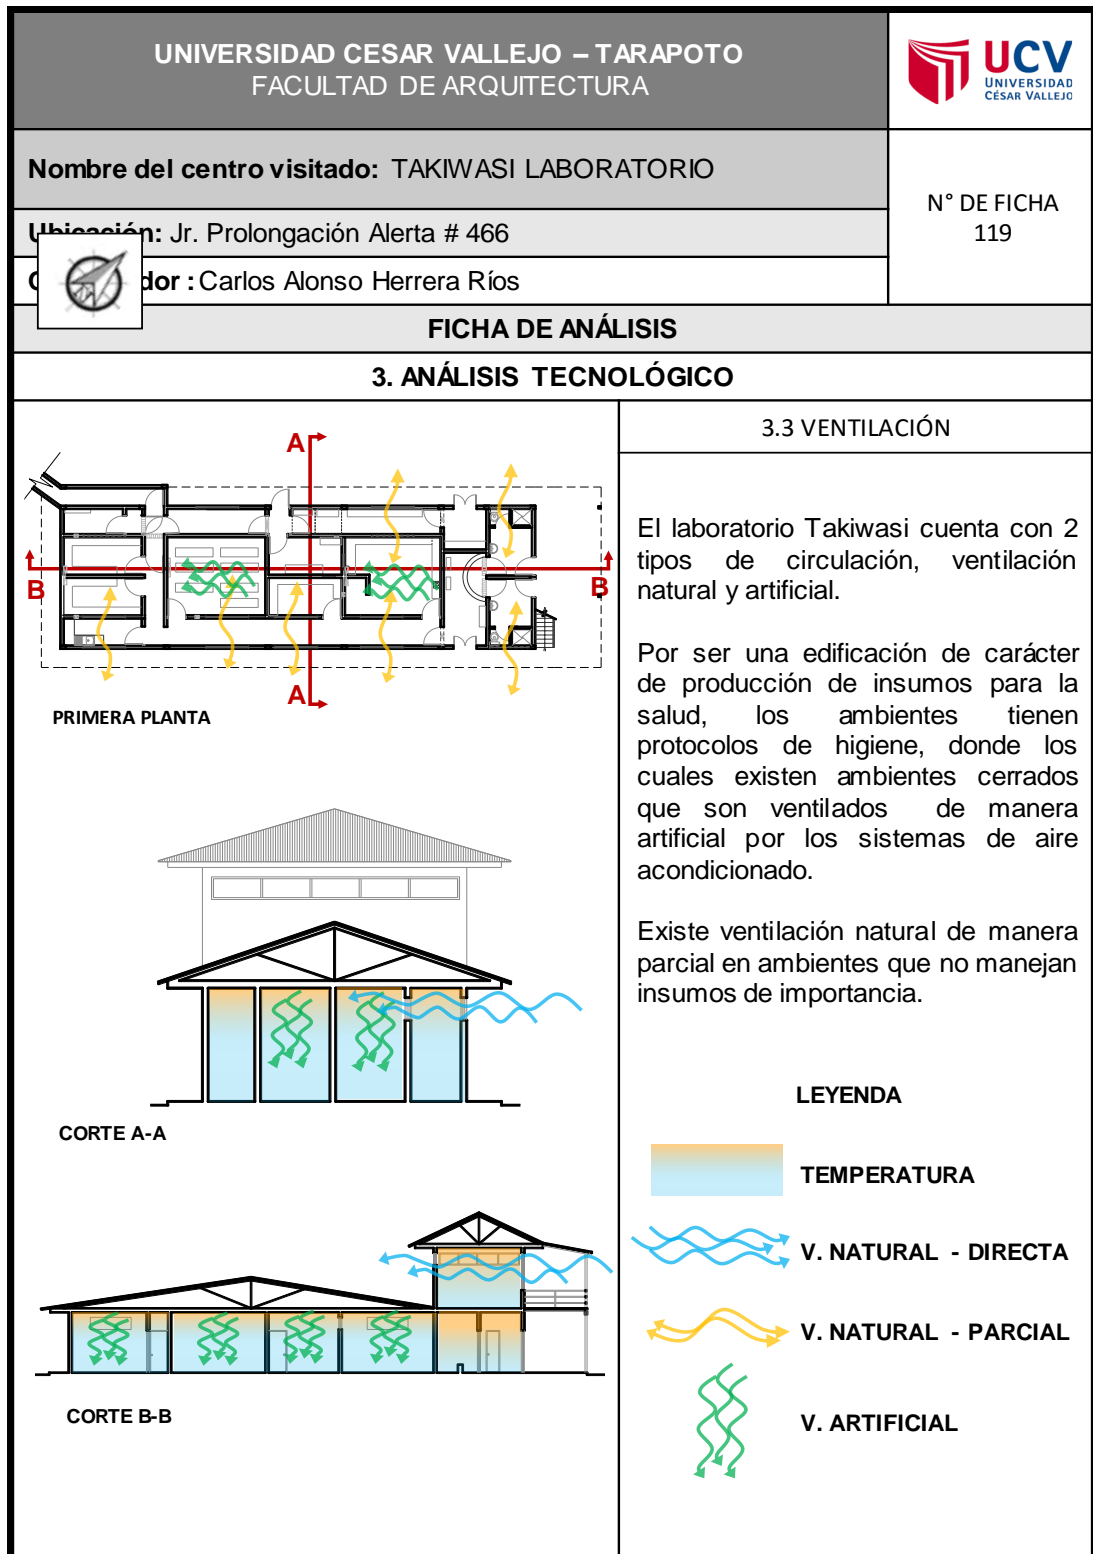 UNIVERSIDAD CESAR VALLEJO – TARAPOTO
FACULTAD DE ARQUITECTURA
UCV
UNIVERSIDAD
CÉSAR VALLEJO
Nombre del centro visitado: TAKIWASI LABORATORIO
N° DE FICHA
119
Ubicación: Jr. Prolongación Alerta # 466
dor : Carlos Alonso Herrera Ríos
FICHA DE ANÁLISIS
3. ANÁLISIS TECNOLÓGICO
A
B
B
A
PRIMERA PLANTA
CORTE A-A
CORTE B-B
3.3 VENTILACIÓN
El laboratorio Takiwasi cuenta con 2
tipos de circulación, ventilación
natural y artificial.
Por ser una edificación de carácter
de producción de insumos para la
salud, los ambientes tienen
protocolos de higiene, donde los
cuales existen ambientes cerrados
que son ventilados de manera
artificial por los sistemas de aire
acondicionado.
Existe ventilación natural de manera
parcial en ambientes que no manejan
insumos de importancia.
LEYENDA
TEMPERATURA
V. NATURAL - DIRECTA
V. NATURAL - PARCIAL
V. ARTIFICIAL